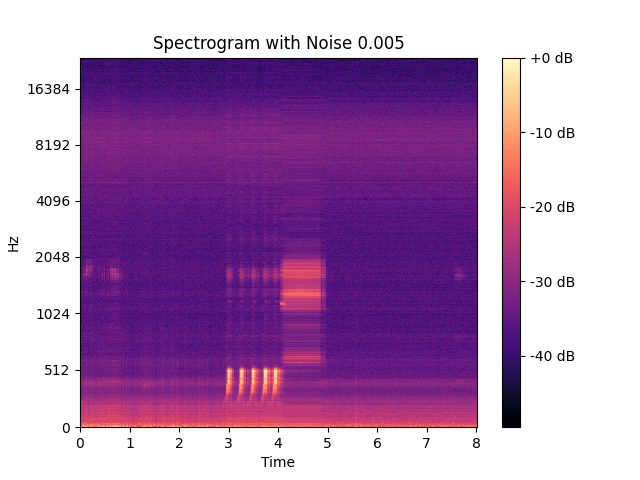 Spectrogram with Noise 0.005
Hz
16384
8192
4096
2048
1024
512
0
0 1 2 3 4 5 6 7 8
Time
+0 dB
-10 dB
-20 dB
-30 dB
-40 dB